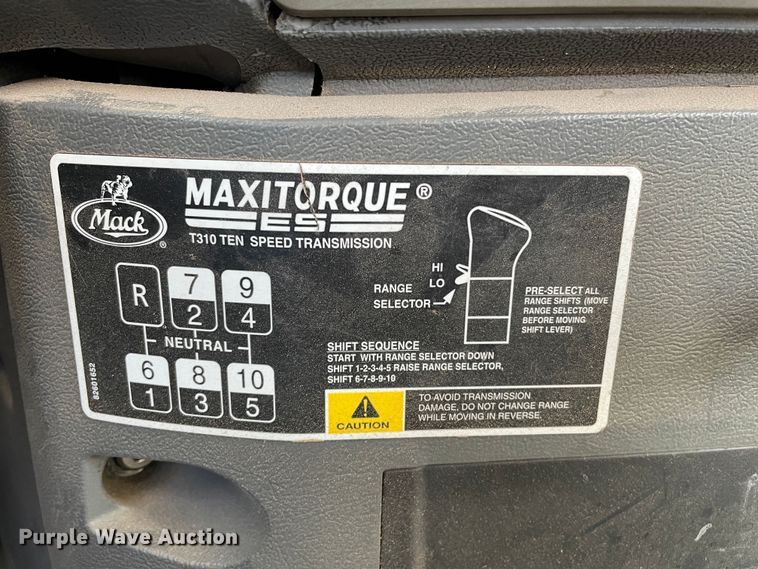 Mack ®
MAXITORQUE®
ES
T310 TEN SPEED TRANSMISSION
R 7 9
2 4
NEUTRAL
6 8 10
1 3 5
82601652
HI
LO
RANGE
SELECTOR
PRE-SELECT ALL
RANGE SHIFTS (MOVE
RANGE SELECTOR
BEFORE MOVING
SHIFT LEVER)
SHIFT SEQUENCE
START WITH RANGE SELECTOR DOWN
SHIFT 1-2-3-4-5 RAISE RANGE SELECTOR,
SHIFT 6-7-8-9-10
CAUTION
TO AVOID TRANSMISSION
DAMAGE, DO NOT CHANGE RANGE
WHILE MOVING IN REVERSE.
Purple Wave Auction